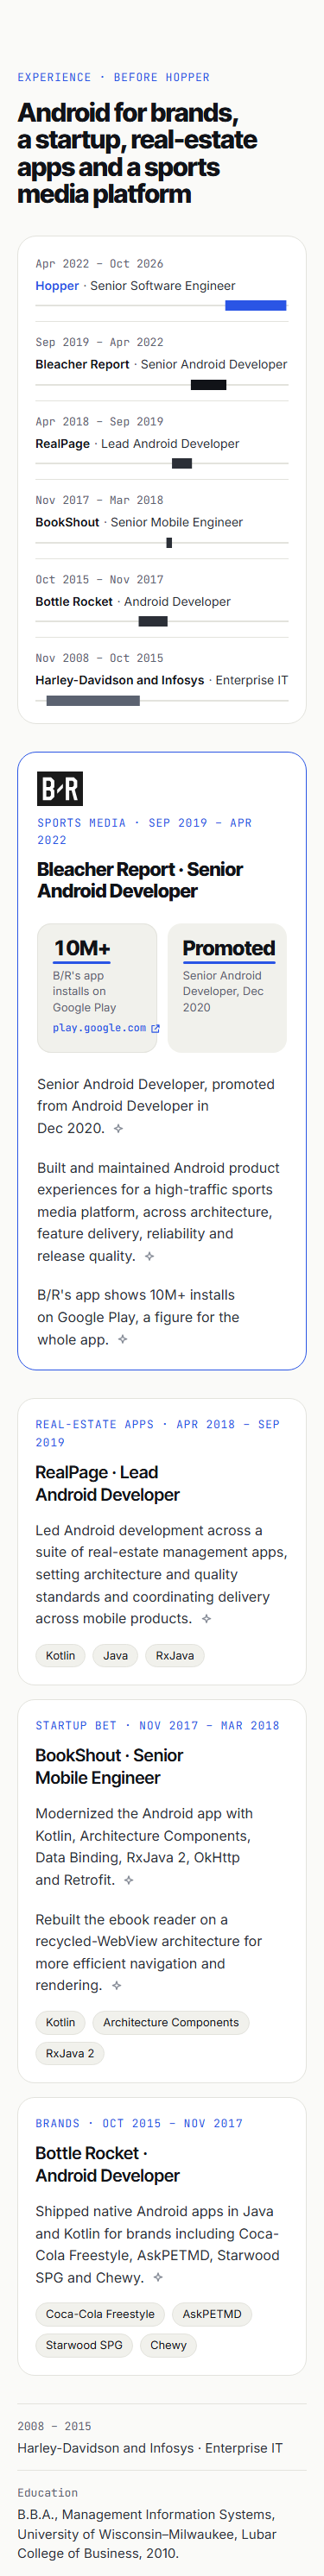 EXPERIENCE · BEFORE HOPPER
Android for brands,
a startup, real-estate
apps and a sports
media platform
Apr 2022 – Oct 2026
Hopper · Senior Software Engineer
Sep 2019 – Apr 2022
Bleacher Report · Senior Android Developer
Apr 2018 – Sep 2019
RealPage · Lead Android Developer
Nov 2017 – Mar 2018
BookShout · Senior Mobile Engineer
Oct 2015 – Nov 2017
Bottle Rocket · Android Developer
Nov 2008 – Oct 2015
Harley-Davidson and Infosys · Enterprise IT
B/R
SPORTS MEDIA · SEP 2019 – APR
2022
Bleacher Report · Senior
Android Developer
10M+
B/R's app
installs on
Google Play
play.google.com
Promoted
Senior Android
Developer, Dec
2020
Senior Android Developer, promoted
from Android Developer in
Dec 2020.
Built and maintained Android product
experiences for a high-traffic sports
media platform, across architecture,
feature delivery, reliability and
release quality.
B/R's app shows 10M+ installs
on Google Play, a figure for the
whole app.
REAL-ESTATE APPS · APR 2018 – SEP
2019
RealPage · Lead
Android Developer
Led Android development across a
suite of real-estate management apps,
setting architecture and quality
standards and coordinating delivery
across mobile products.
Kotlin Java RxJava
STARTUP BET · NOV 2017 – MAR 2018
BookShout · Senior
Mobile Engineer
Modernized the Android app with
Kotlin, Architecture Components,
Data Binding, RxJava 2, OkHttp
and Retrofit.
Rebuilt the ebook reader on a
recycled-WebView architecture for
more efficient navigation and
rendering.
Kotlin Architecture Components
RxJava 2
BRANDS · OCT 2015 – NOV 2017
Bottle Rocket ·
Android Developer
Shipped native Android apps in Java
and Kotlin for brands including Coca-
Cola Freestyle, AskPETMD, Starwood
SPG and Chewy.
Coca-Cola Freestyle AskPETMD
Starwood SPG Chewy
2008 – 2015
Harley-Davidson and Infosys · Enterprise IT
Education
B.B.A., Management Information Systems,
University of Wisconsin–Milwaukee, Lubar
College of Business, 2010.